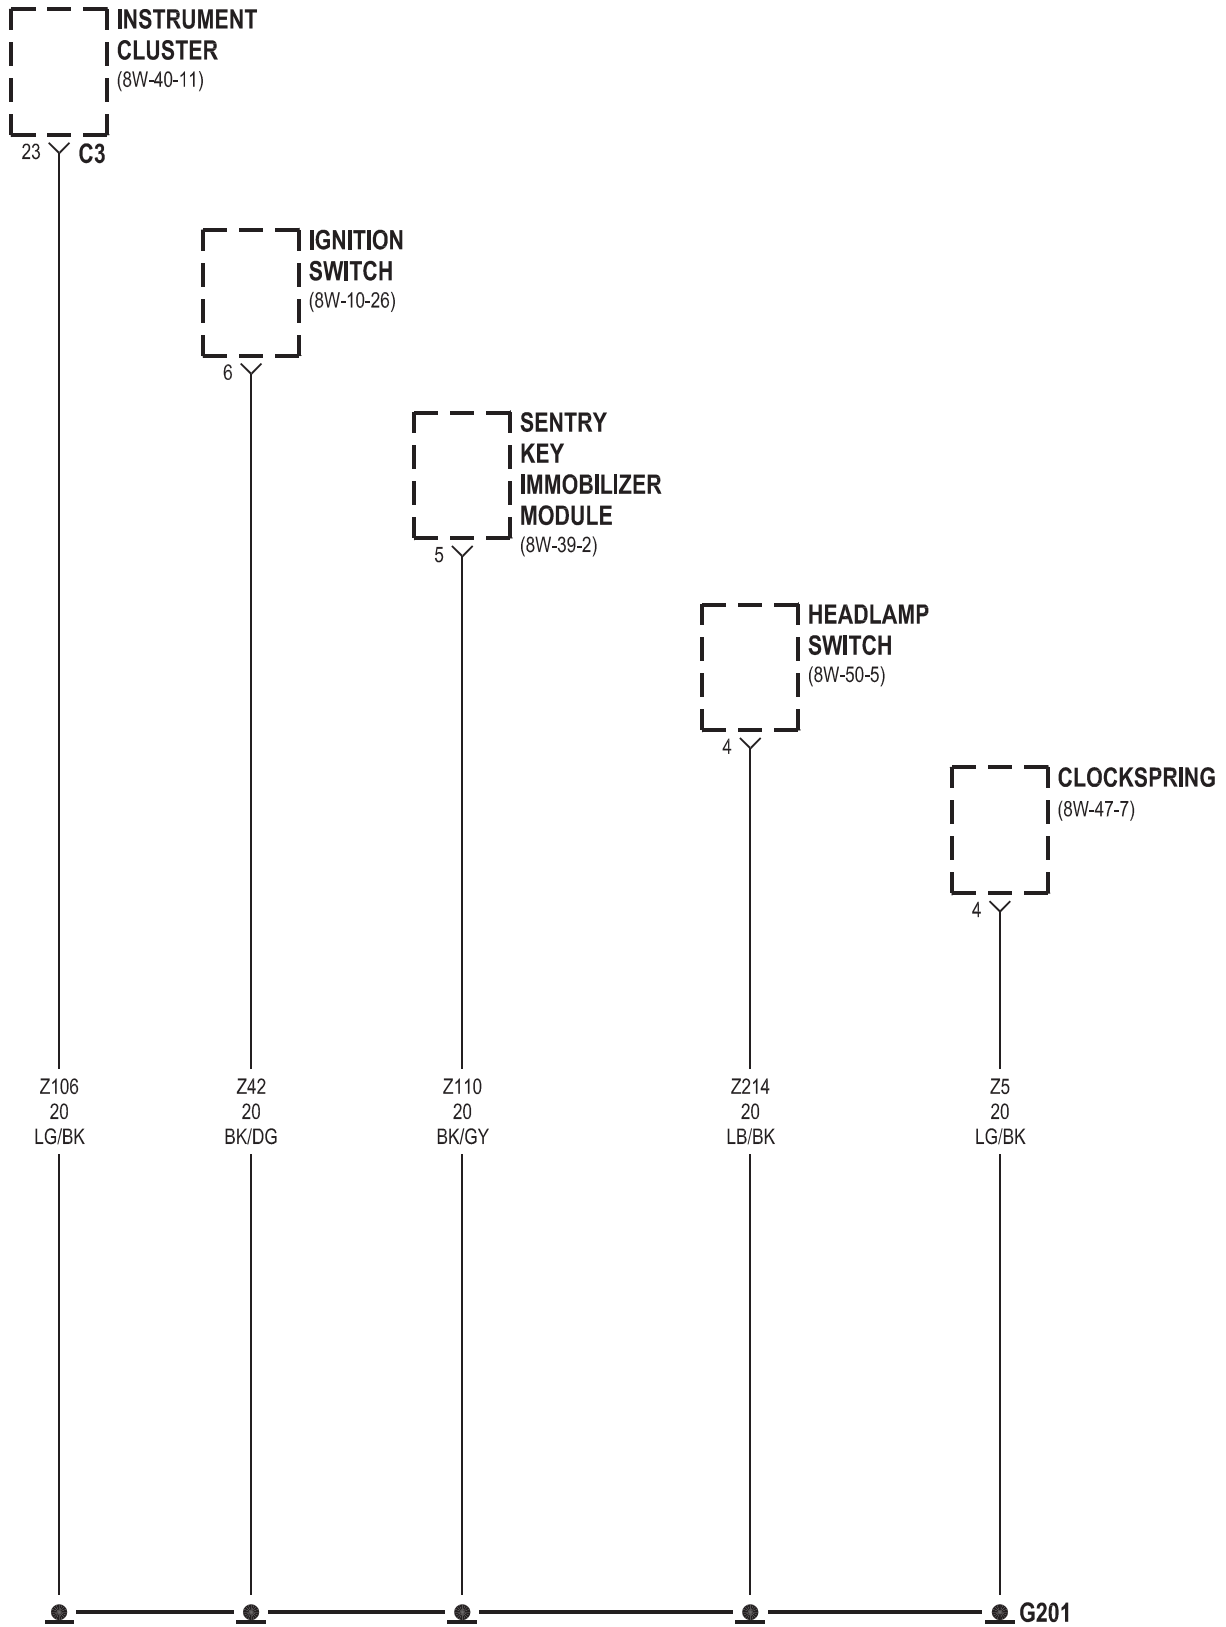 INSTRUMENT
CLUSTER
(8W-40-11)
23
C3
IGNITION
SWITCH
(8W-10-26)
6
SENTRY
KEY
IMMOBILIZER
MODULE
(8W-39-2)
5
HEADLAMP
SWITCH
(8W-50-5)
4
CLOCKSPRING
(8W-47-7)
4
Z106
20
LG/BK
Z42
20
BK/DG
Z110
20
BK/GY
Z214
20
LB/BK
Z5
20
LG/BK
G201